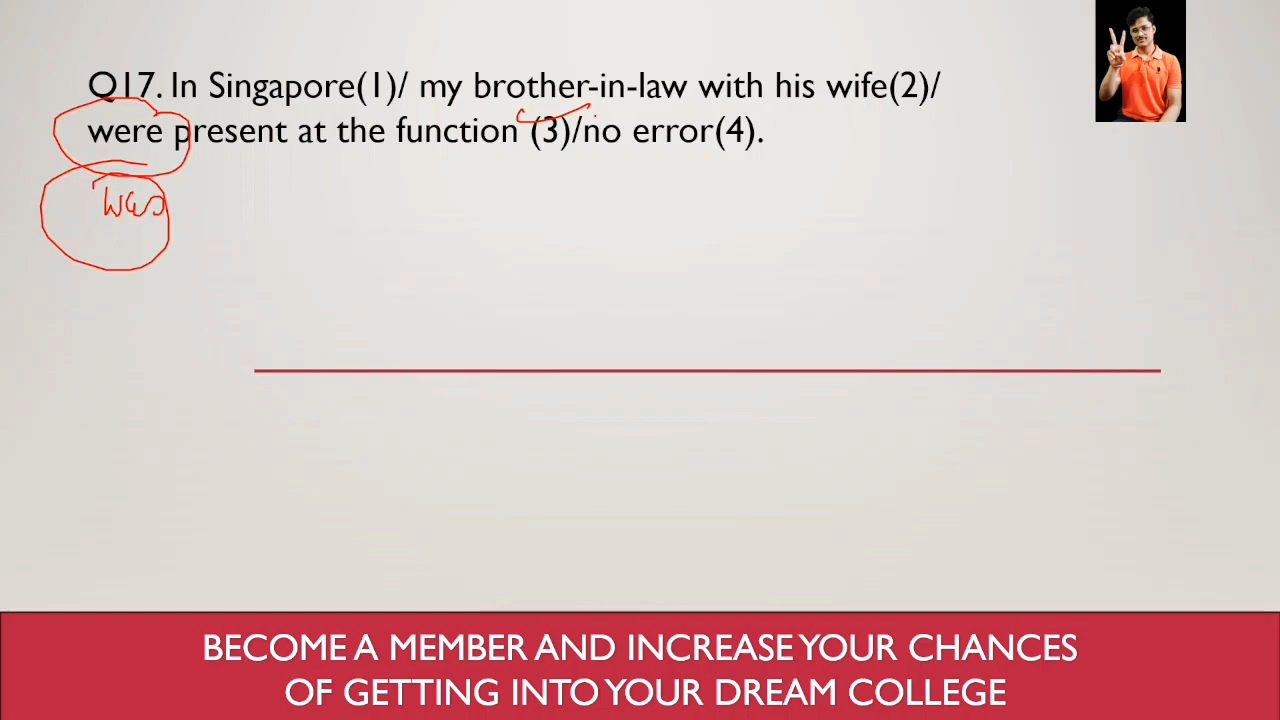 Q17. In Singapore(1)/ my brother-in-law with his wife(2)/
were present at the function (3)/no error(4).
was
BECOME A MEMBER AND INCREASE YOUR CHANCES
OF GETTING INTO YOUR DREAM COLLEGE